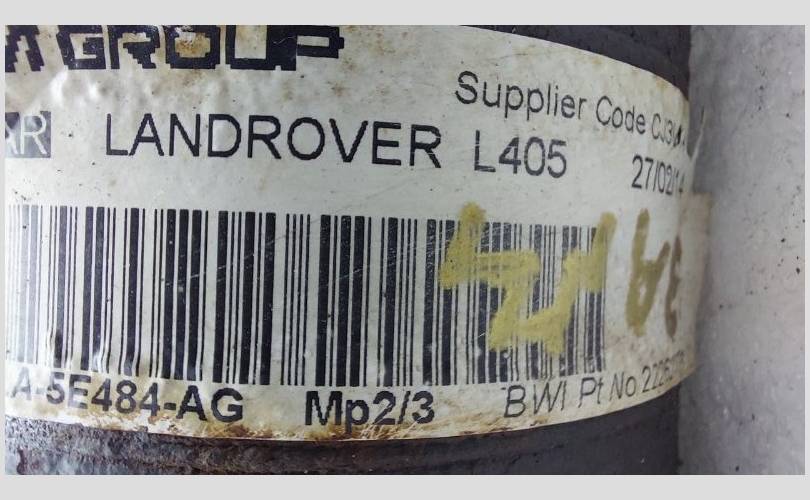 GROUP
Supplier Code
LANDROVER L405
27/02/14
A-5E484-AG Mp2/3 BWI Pt No